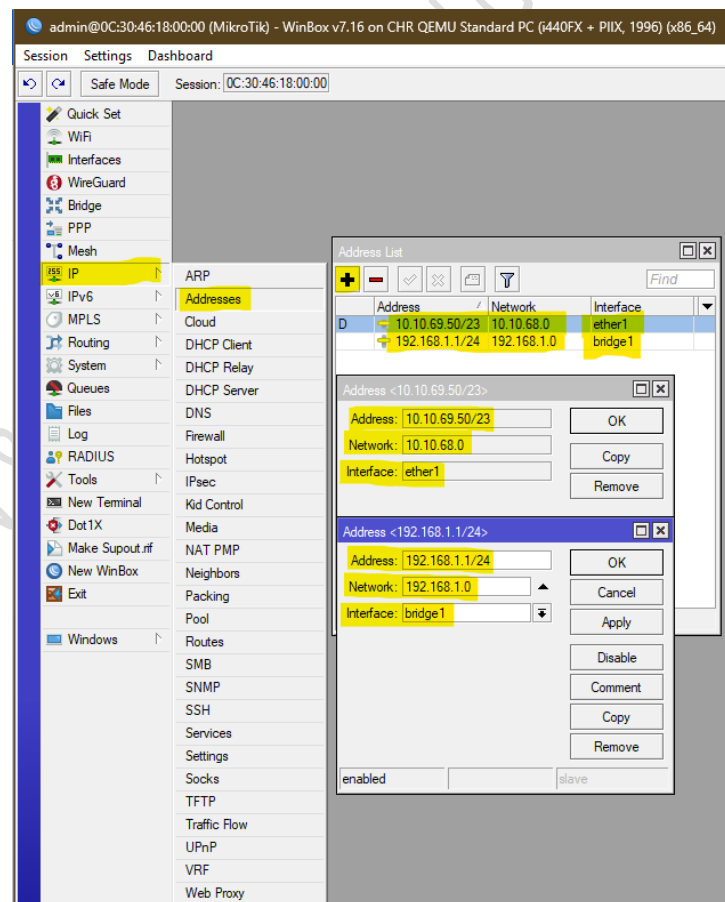 admin@0C:30:46:18:00:00 (MikroTik) - WinBox v7.16 on CHR QEMU Standard PC (i440FX + PIIX, 1996) (x86_64)
Session Settings Dashboard
Safe Mode Session: 0C:30:46:18:00:00
Quick Set
WiFi
Interfaces
WireGuard
Bridge
PPP
Mesh
IP
IPv6
MPLS
Routing
System
Queues
Files
Log
RADIUS
Tools
New Terminal
Dot1X
Make Supout.rif
New WinBox
Exit
Windows
ARP
Addresses
Cloud
DHCP Client
DHCP Relay
DHCP Server
DNS
Firewall
Hotspot
IPsec
Kid Control
Media
NAT PMP
Neighbors
Packing
Pool
Routes
SMB
SNMP
SSH
Services
Settings
Socks
TFTP
Traffic Flow
UPnP
VRF
Web Proxy
Address List
Find
Address Network Interface
D 10.10.69.50/23 10.10.68.0 ether1
192.168.1.1/24 192.168.1.0 bridge1
Address <10.10.69.50/23>
Address: 10.10.69.50/23 OK
Network: 10.10.68.0 Copy
Interface: ether1 Remove
Address <192.168.1.1/24>
Address: 192.168.1.1/24 OK
Network: 192.168.1.0 Cancel
Interface: bridge1 Apply
Disable
Comment
Copy
Remove
enabled slave